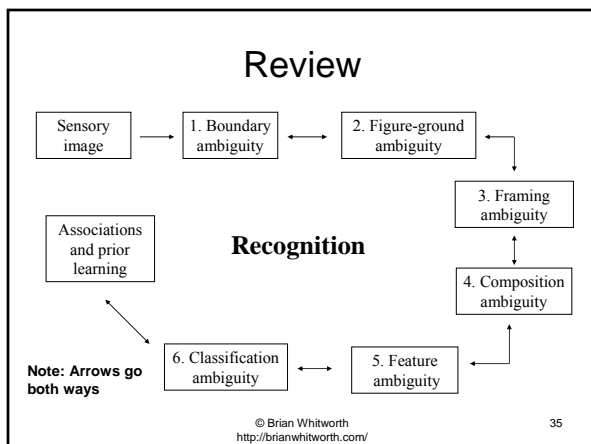 Review
Sensory
image
1. Boundary
ambiguity
2. Figure-ground
ambiguity
3. Framing
ambiguity
4. Composition
ambiguity
5. Feature
ambiguity
6. Classification
ambiguity
Associations
and prior
learning
Recognition
Note: Arrows go
both ways
© Brian Whitworth
http://brianwhitworth.com/
35